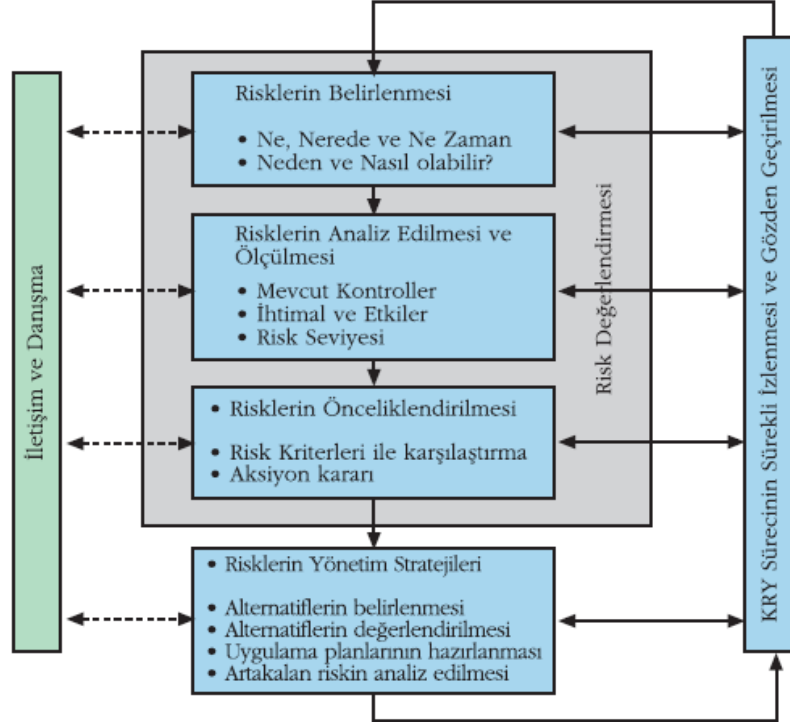 İletişim ve Danışma
Risklerin Belirlenmesi
• Ne, Nerede ve Ne Zaman
• Neden ve Nasıl olabilir?
Risklerin Analiz Edilmesi ve
Ölçülmesi
• Mevcut Kontroller
• İhtimal ve Etkiler
• Risk Seviyesi
• Risklerin Önceliklendirilmesi
• Risk Kriterleri ile karşılaştırma
• Aksiyon kararı
Risk Değerlendirmesi
• Risklerin Yönetim Stratejileri
• Alternatiflerin belirlenmesi
• Alternatiflerin değerlendirilmesi
• Uygulama planlarının hazırlanması
• Artakalan riskin analiz edilmesi
KRY Sürecinin Sürekli İzlenmesi ve Gözden Geçirilmesi